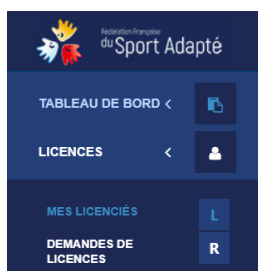 Fédération Française
du Sport Adapté
TABLEAU DE BORD <
LICENCES <
MES LICENCIÉS L
DEMANDES DE R
LICENCES